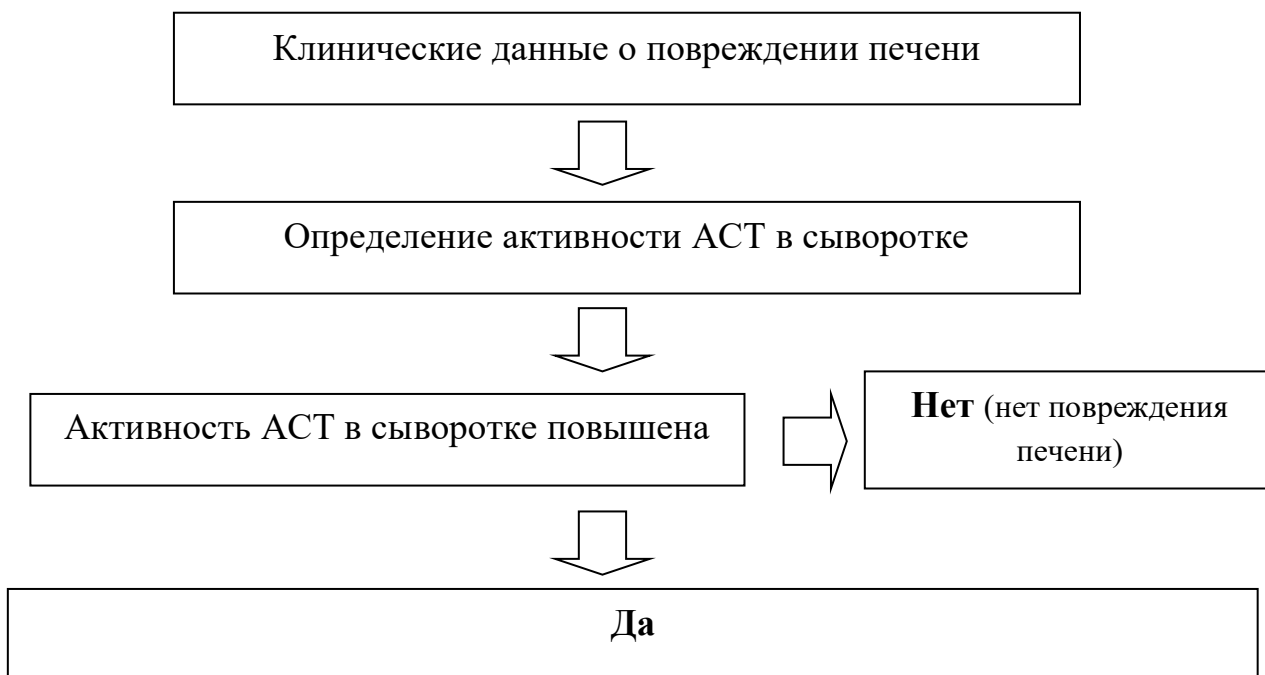 Клинические данные о повреждении печени
Определение активности АСТ в сыворотке
Активность АСТ в сыворотке повышена
Нет (нет повреждения
печени)
Да